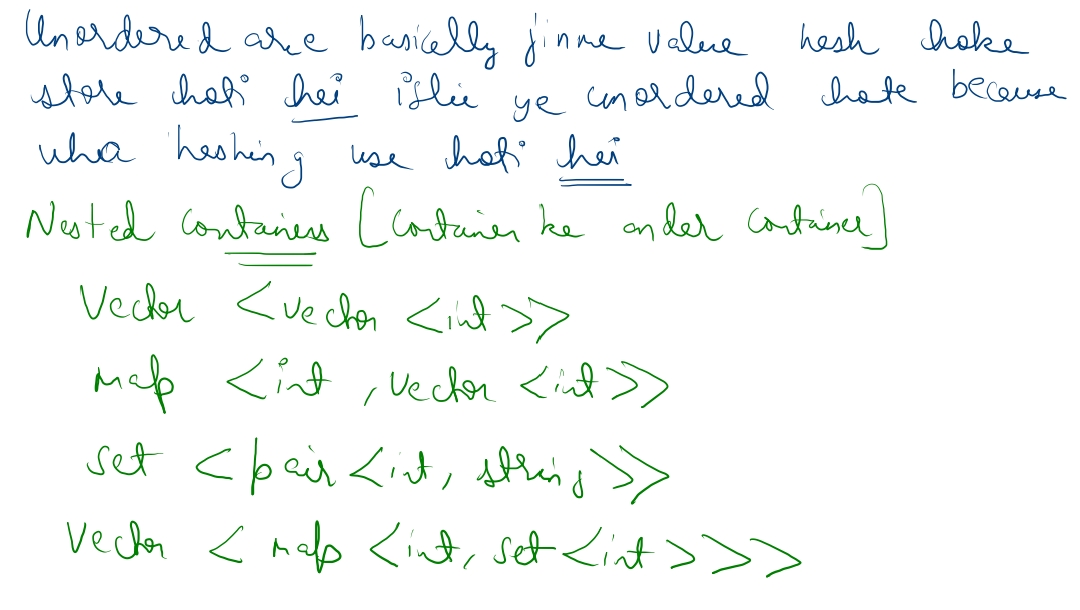 Unordered are basically jinme value hash hoke
store hoti hei islie ye unordered hote because
wha hashing use hoti hei
Nested Containers [Container ke ander Container]
Vector <vector <int>>
map <int, vector <int>>
set <pair <int, string>>
Vector < map <int, set<int>>>